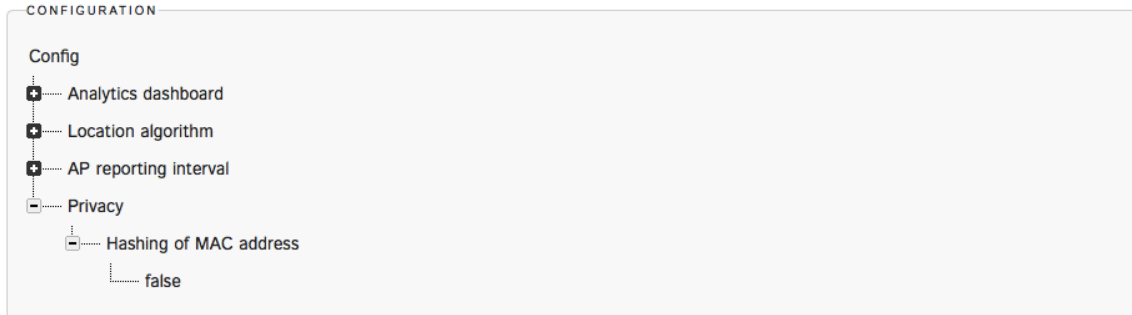 CONFIGURATION
Config
Analytics dashboard
Location algorithm
AP reporting interval
Privacy
Hashing of MAC address
false